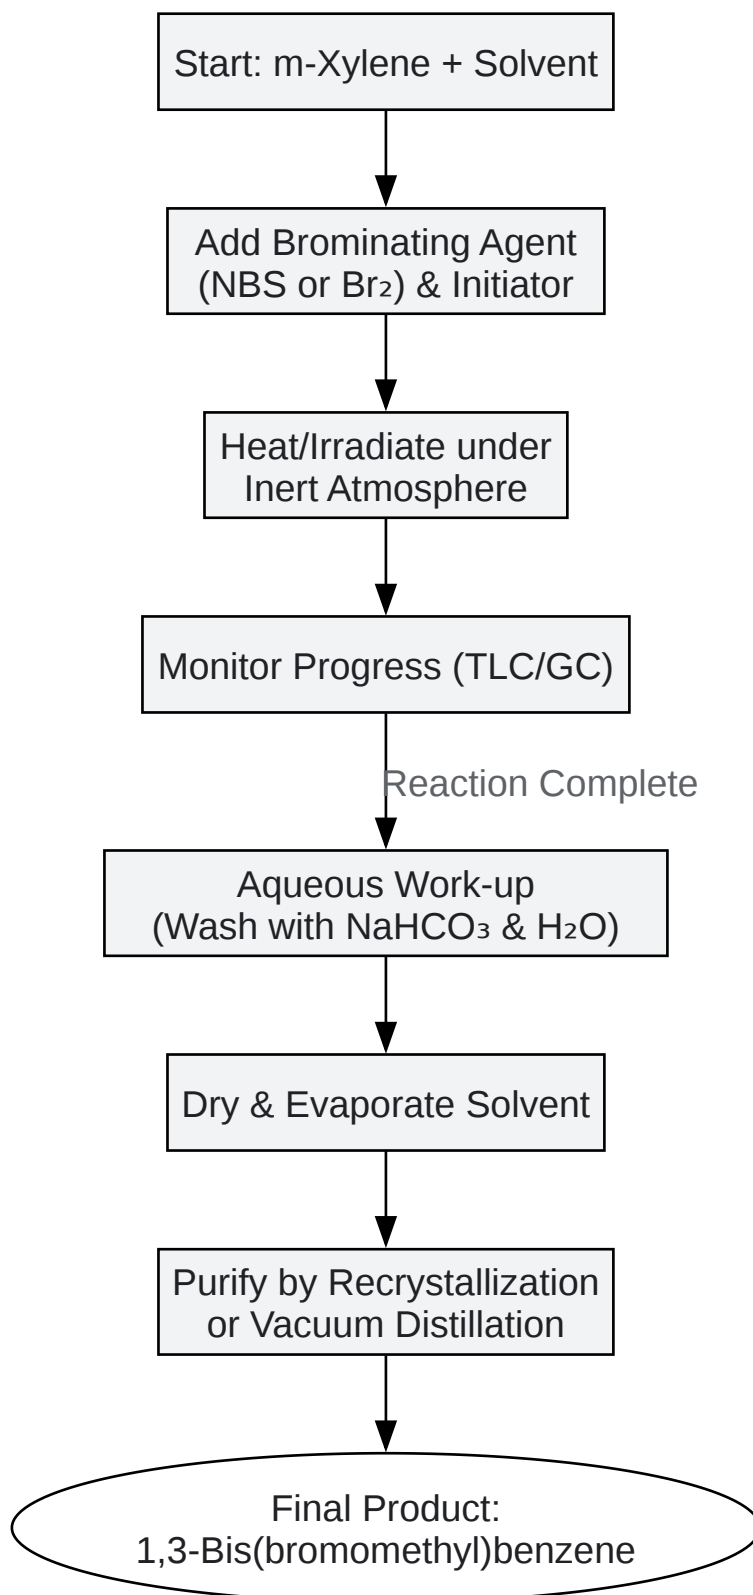 Start: m-Xylene + Solvent
Add Brominating Agent
(NBS or Br₂) & Initiator
Heat/Irradiate under
Inert Atmosphere
Monitor Progress (TLC/GC)
Reaction Complete
Aqueous Work-up
(Wash with NaHCO₃ & H₂O)
Dry & Evaporate Solvent
Purify by Recrystallization
or Vacuum Distillation
Final Product:
1,3-Bis(bromomethyl)benzene